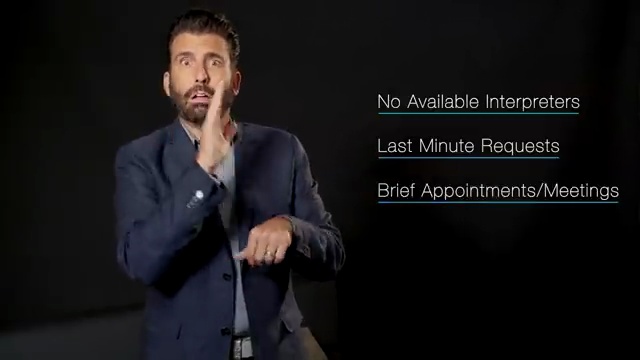 No Available Interpreters
Last Minute Requests
Brief Appointments/Meetings